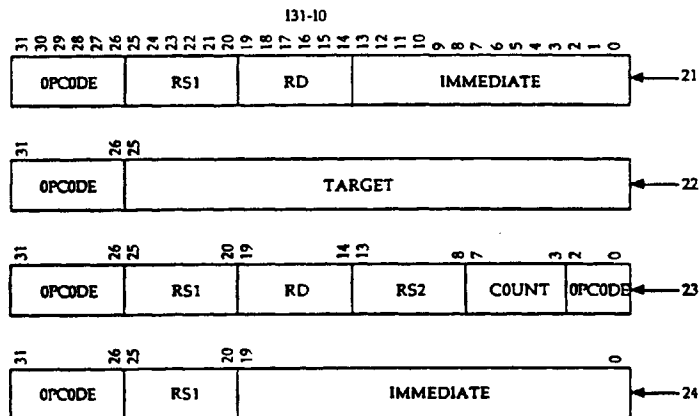 I31-I0
31 30 29 28 27 26 25 24 23 22 21 20 19 18 17 16 15 14 13 12 11 10 9 8 7 6 5 4 3 2 1 0
OPCODE RS1 RD IMMEDIATE 21
31 26 25
OPCODE TARGET 22
31 26 25 20 19 14 13 8 7 3 2 0
OPCODE RS1 RD RS2 COUNT OPCODE 23
31 26 25 20 19 0
OPCODE RS1 IMMEDIATE 24